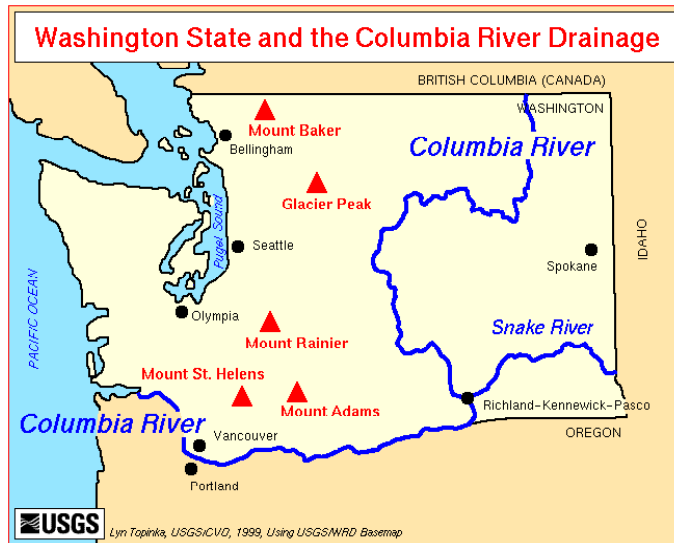 Washington State and the Columbia River Drainage
BRITISH COLUMBIA (CANADA)
WASHINGTON
Mount Baker
Bellingham
Columbia River
Glacier Peak
Puget Sound
Seattle
Spokane
IDAHO
PACIFIC OCEAN
Olympia
Mount Rainier
Snake River
Mount St. Helens
Mount Adams
Richland-Kennewick-Pasco
Columbia River
Vancouver
OREGON
Portland
USGS
Lyn Topinka, USGS/CVO, 1999, Using USGS/WRD Basemap